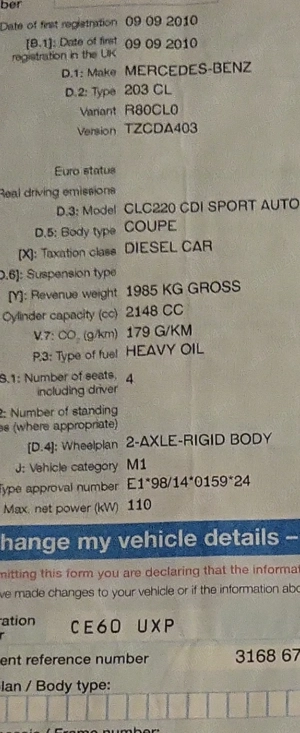 ber
Date of first registration 09 09 2010
[B.1]: Date of first registration in the UK 09 09 2010
D.1: Make MERCEDES-BENZ
D.2: Type 203 CL
Variant R80CL0
Version TZCDA403
Euro status
Real driving emissions
D.3: Model CLC220 CDI SPORT AUTO
D.5: Body type COUPE
[X]: Taxation class DIESEL CAR
D.6]: Suspension type
[Y]: Revenue weight 1985 KG GROSS
Cylinder capacity (cc) 2148 CC
V.7: CO₂ (g/km) 179 G/KM
P.3: Type of fuel HEAVY OIL
S.1: Number of seats, including driver 4
2: Number of standing
es (where appropriate)
[D.4]: Wheelplan 2-AXLE-RIGID BODY
J: Vehicle category M1
Type approval number E1*98/14*0159*24
Max. net power (kW) 110
hange my vehicle details –
mitting this form you are declaring that the informat
ve made changes to your vehicle or if the information abo
ration
r CE60 UXP
ent reference number 3168 67
lan / Body type: